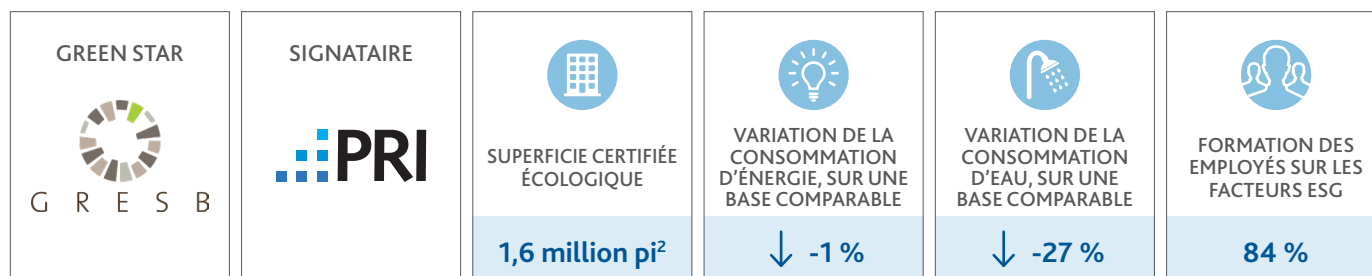 GREEN STAR
G R E S B
SIGNATAIRE
PRI
SUPERFICIE CERTIFIÉE
ÉCOLOGIQUE
1,6 million pi²
VARIATION DE LA
CONSOMMATION
D’ÉNERGIE, SUR UNE
BASE COMPARABLE
↓ -1 %
VARIATION DE LA
CONSOMMATION
D’EAU, SUR UNE
BASE COMPARABLE
↓ -27 %
FORMATION DES
EMPLOYÉS SUR LES
FACTEURS ESG
84 %